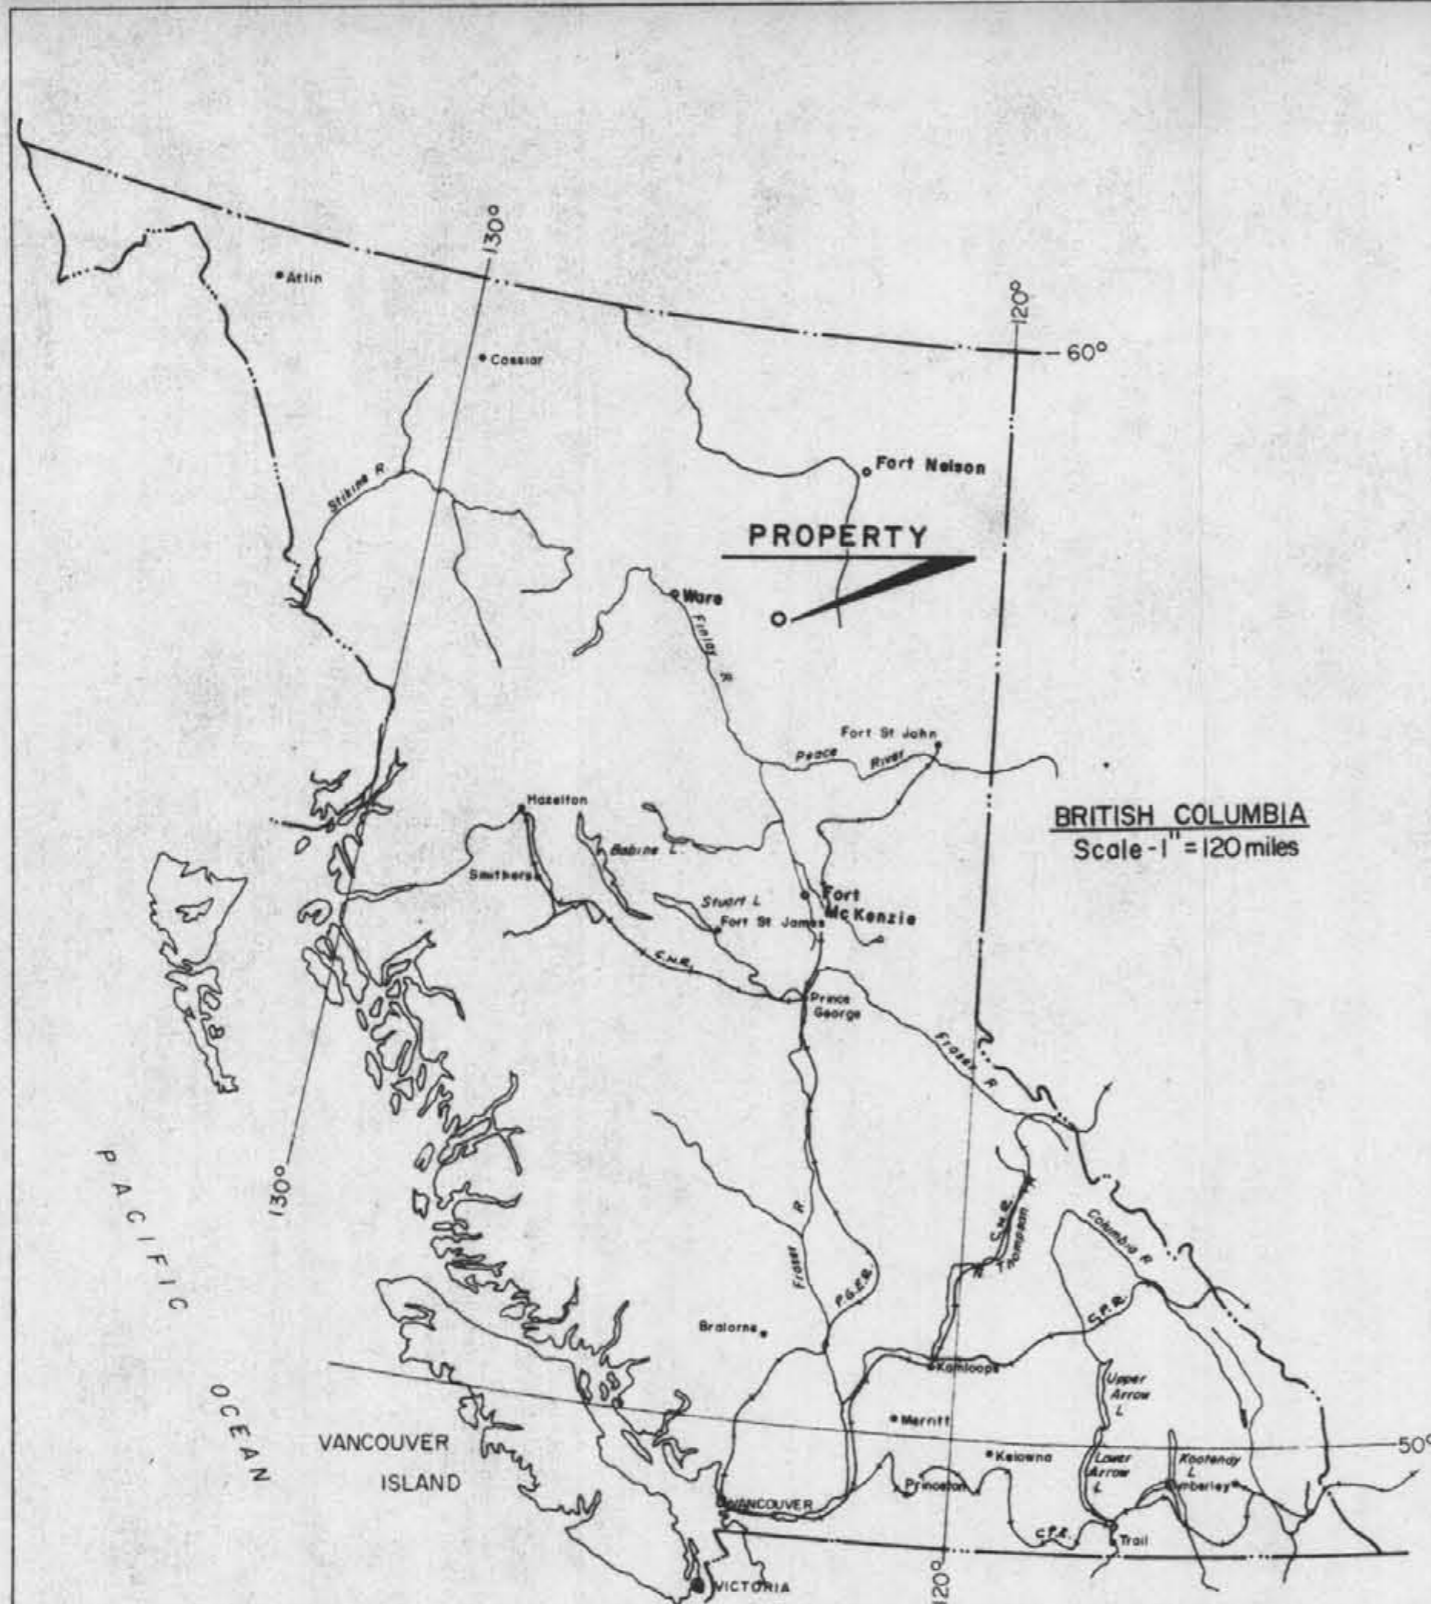 130°
Atlin
120°
Cassiar
60°
Stikine R.
Fort Nelson
PROPERTY
Ware
Finlay R
Fort St John
Peace River
Hazelton
BRITISH COLUMBIA
Scale - 1" = 120 miles
Babine L.
Smithers
Stuart L
Fort
McKenzie
Fort St. James
C.N.R.
Prince
George
Fraser R
PACIFIC
OCEAN
130°
Fraser R.
P.G.E.R.
C.N.R.
Tompson R
Columbia R
C.P.R.
Bralorne
Kamloops
Upper
Arrow
L
Merritt
50°
VANCOUVER
ISLAND
Kelowna
Lower
Arrow
L
Kootenay
L
Princeton
mberley
VANCOUVER
C.P.R.
Trail
VICTORIA
120°